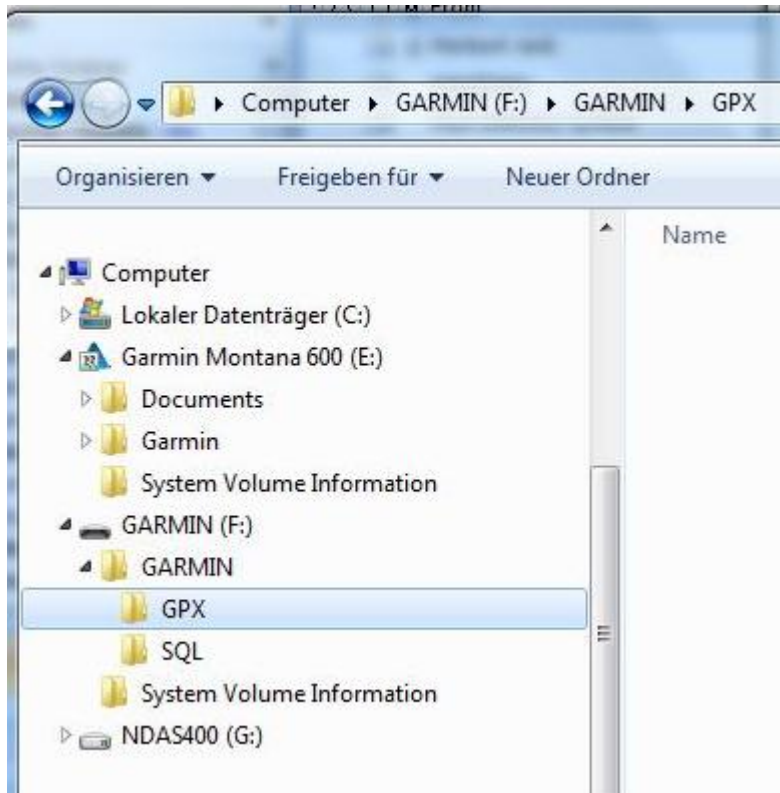 Computer ▸ GARMIN (F:) ▸ GARMIN ▸ GPX
Organisieren Freigeben für Neuer Ordner
Name
Computer
Lokaler Datenträger (C:)
Garmin Montana 600 (E:)
Documents
Garmin
System Volume Information
GARMIN (F:)
GARMIN
GPX
SQL
System Volume Information
NDAS400 (G:)